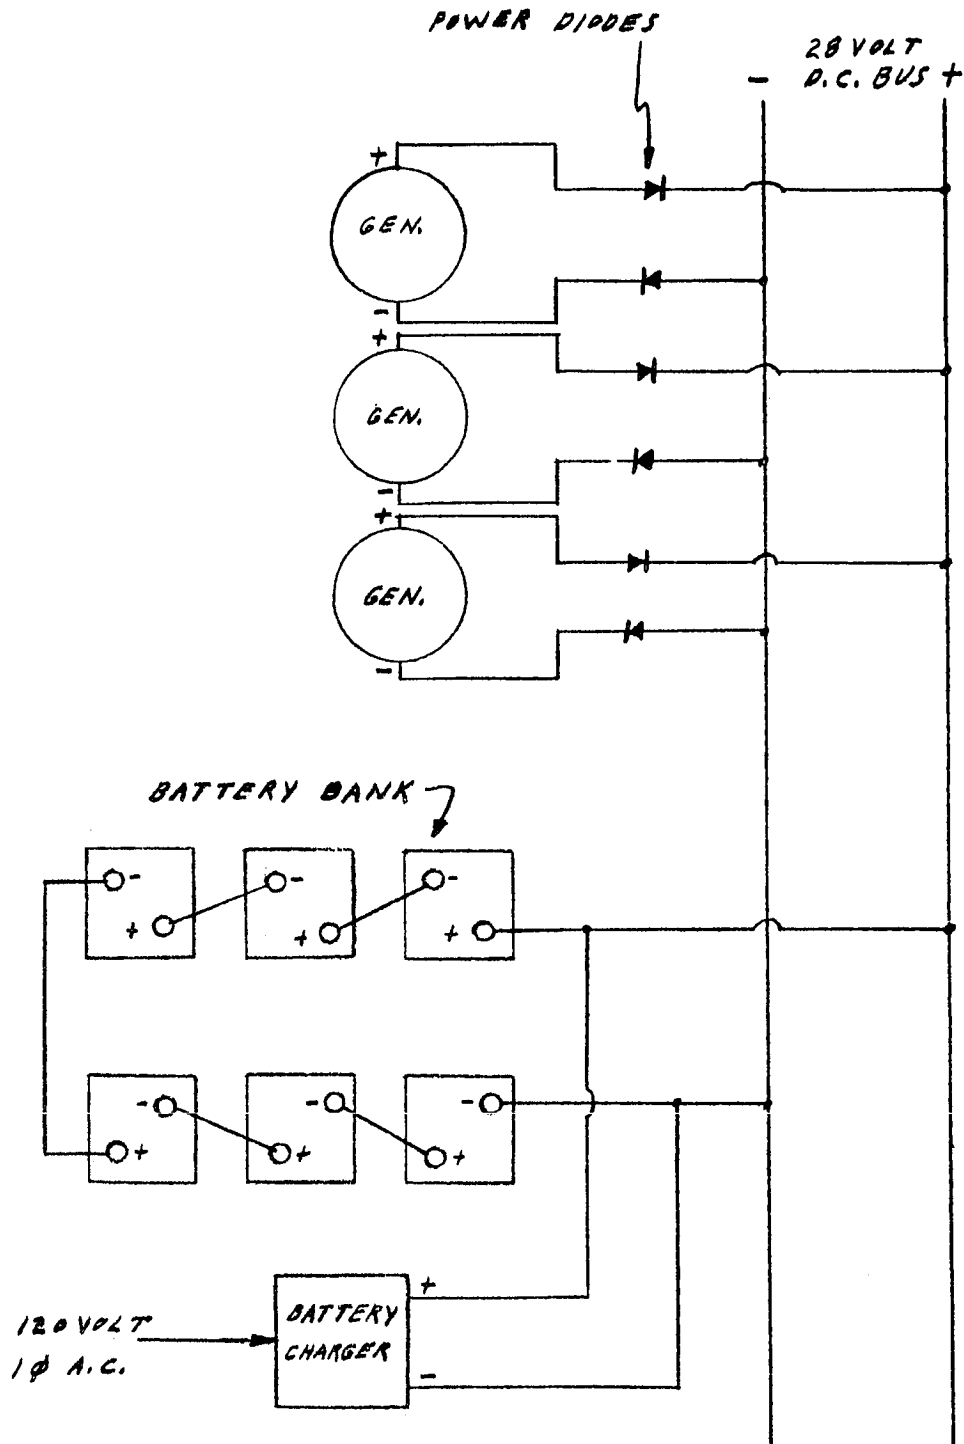 POWER DIODES
28 VOLT
- D.C. BUS +
+
GEN.
-
+
GEN.
-
+
GEN.
-
BATTERY BANK
- - -
+ + +
- - -
+ + +
+
BATTERY
CHARGER
-
120 VOLT
1φ A.C.